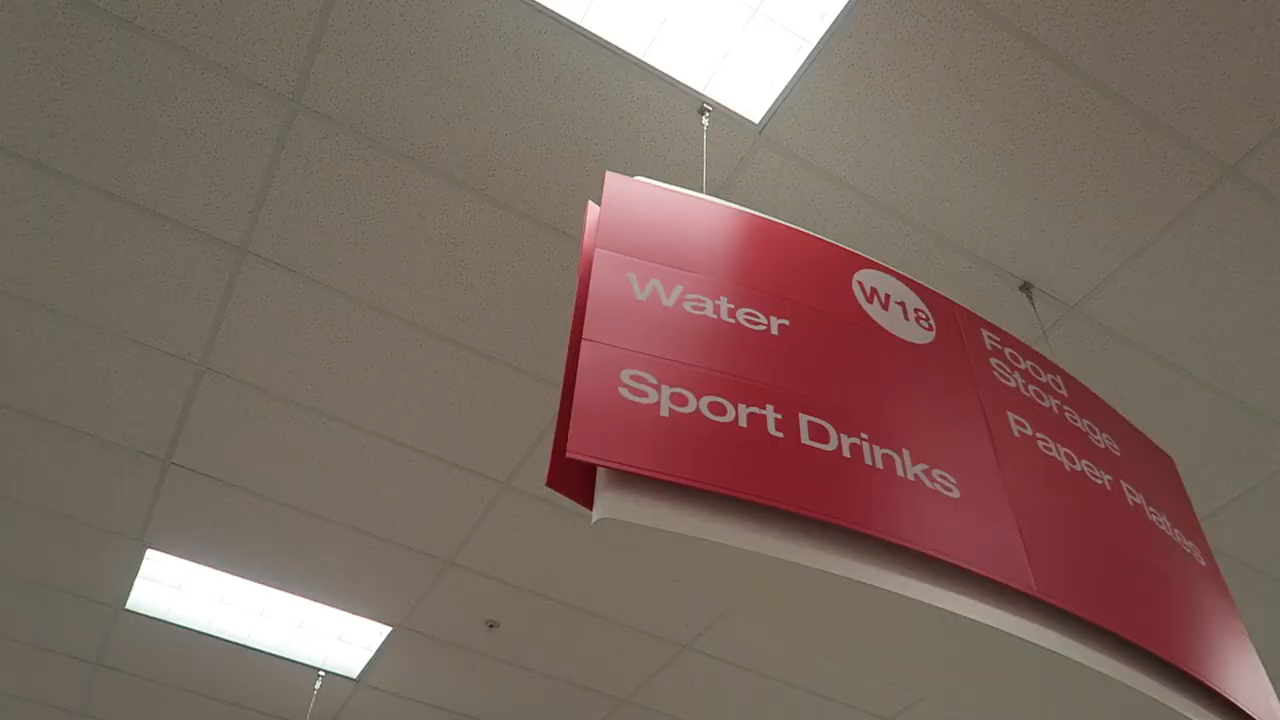 W18
Water
Sport Drinks
Food
Storage
Paper Plates